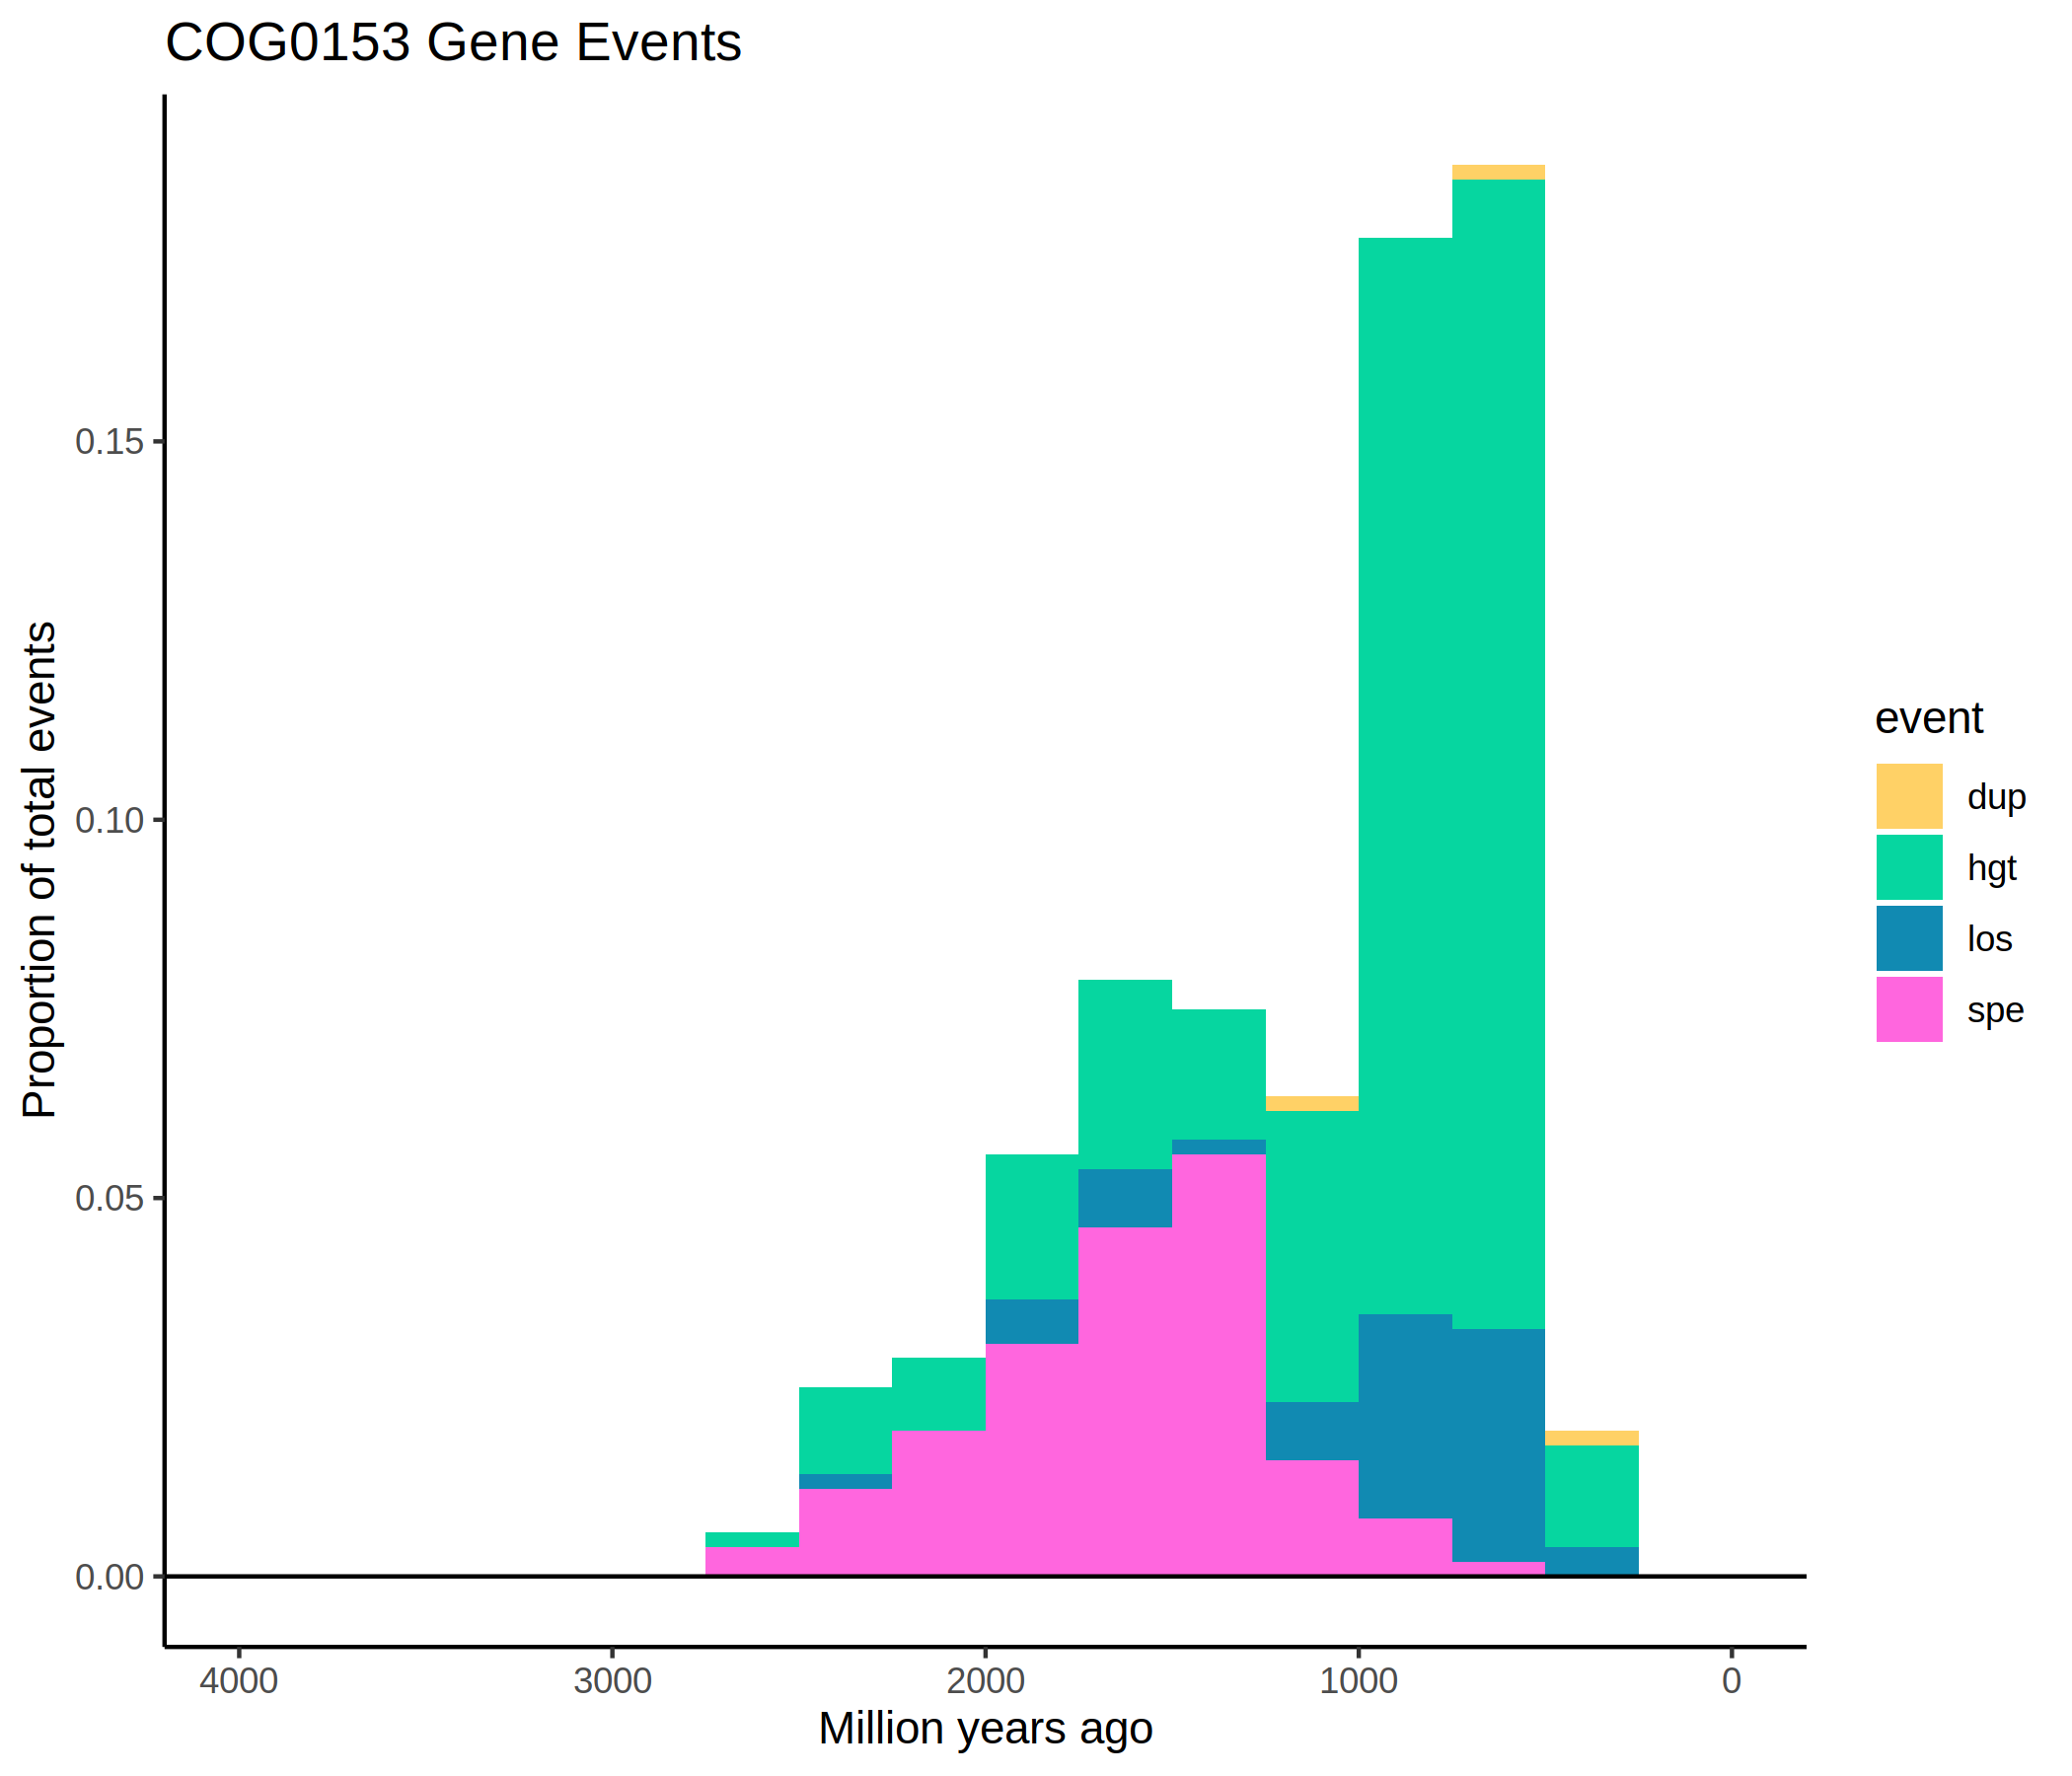 COG0153 Gene Events
Proportion of total events
0.15
0.10
0.05
0.00
4000 3000 2000 1000 0
Million years ago
event
dup
hgt
los
spe